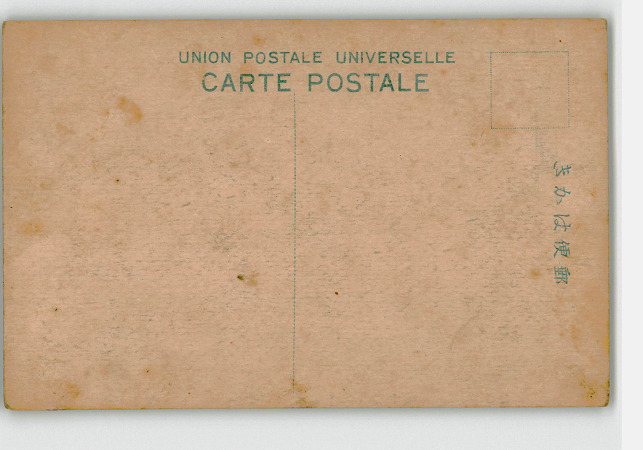 UNION POSTALE UNIVERSELLE
CARTE POSTALE
きかは便郵